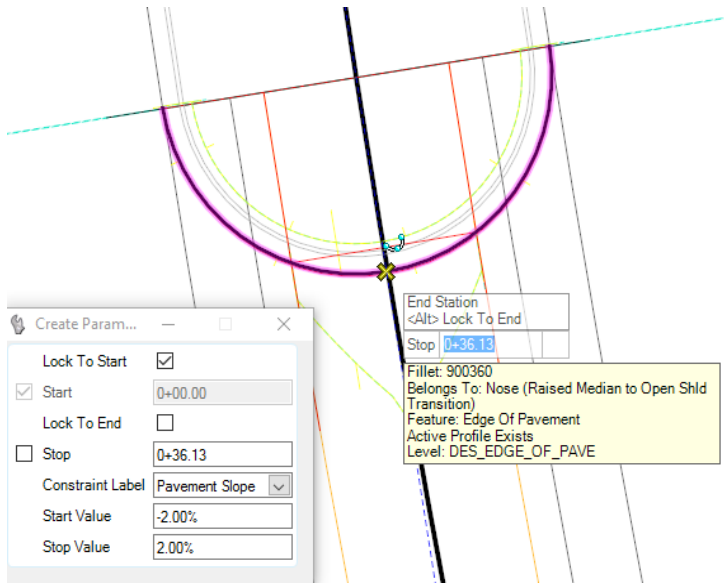 End Station
<Alt> Lock To End
Stop 0+36.13
Fillet: 900360
Belongs To: Nose (Raised Median to Open Shld
Transition)
Feature: Edge Of Pavement
Active Profile Exists
Level: DES_EDGE_OF_PAVE
Create Param...
Lock To Start
Start 0+00.00
Lock To End
Stop 0+36.13
Constraint Label Pavement Slope
Start Value -2.00%
Stop Value 2.00%